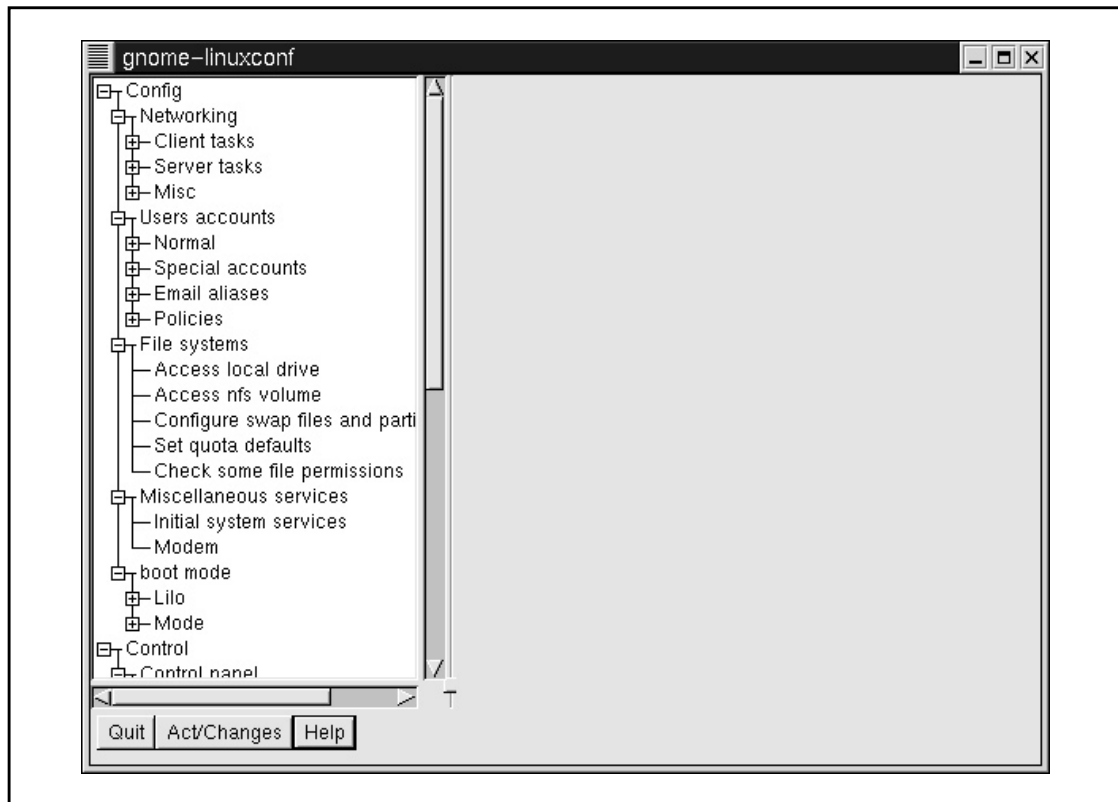 gnome-linuxconf
Config
Networking
Client tasks
Server tasks
Misc
Users accounts
Normal
Special accounts
Email aliases
Policies
File systems
Access local drive
Access nfs volume
Configure swap files and parti
Set quota defaults
Check some file permissions
Miscellaneous services
Initial system services
Modem
boot mode
Lilo
Mode
Control
Control panel
Quit Act/Changes Help